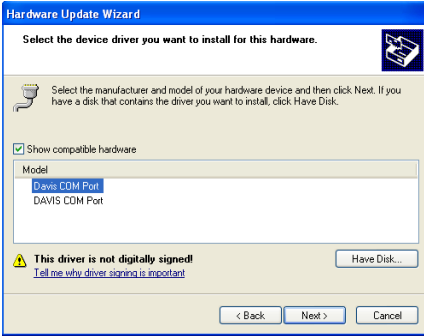 Hardware Update Wizard
Select the device driver you want to install for this hardware.
Select the manufacturer and model of your hardware device and then click Next. If you
have a disk that contains the driver you want to install, click Have Disk.
Show compatible hardware
Model
Davis COM Port
DAVIS COM Port
This driver is not digitally signed!
Have Disk...
Tell me why driver signing is important
< Back
Next >
Cancel